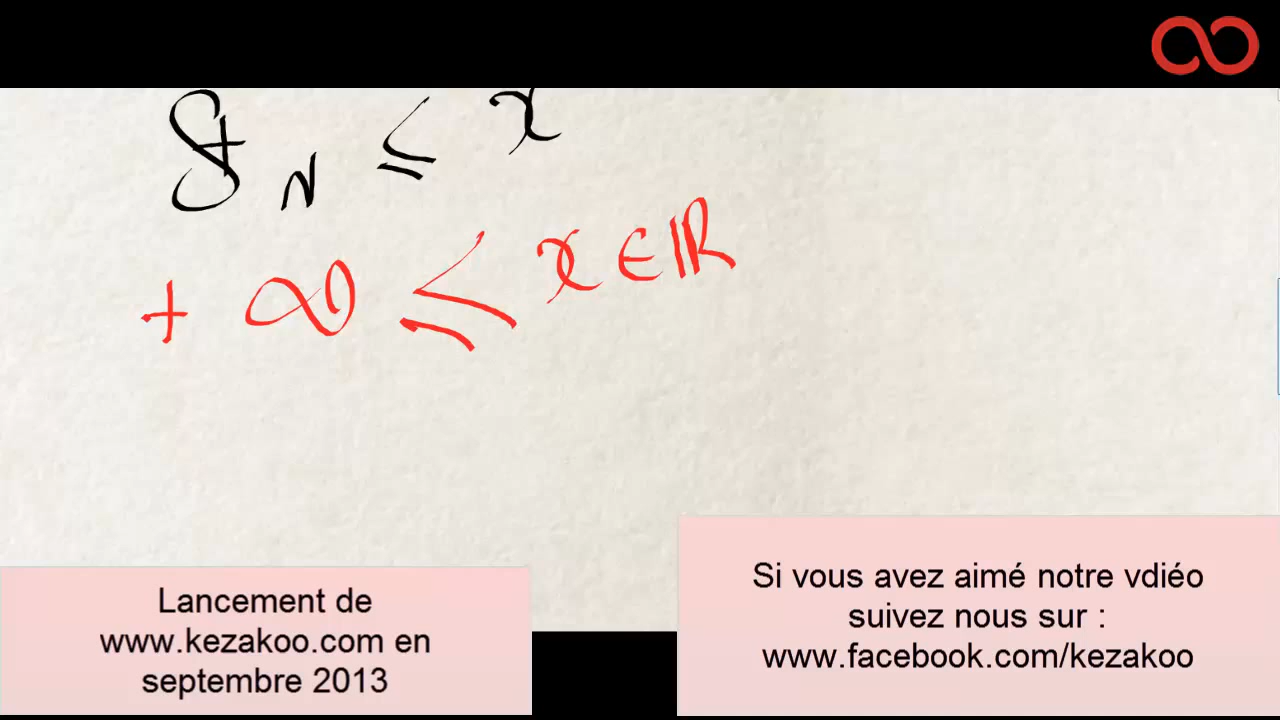 N ≤ x
+ ∞ ≤ x ∈ ℝ
Lancement de
www.kezakoo.com en
septembre 2013
Si vous avez aimé notre vdiéo
suivez nous sur :
www.facebook.com/kezakoo